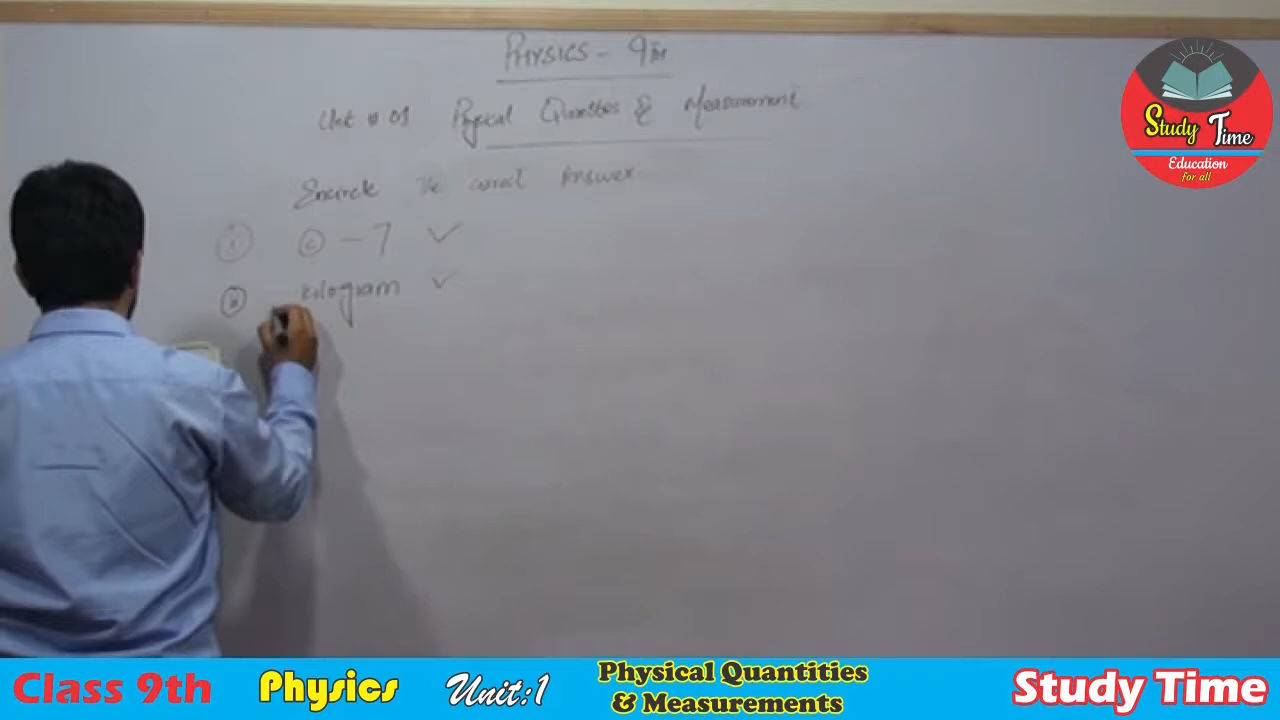 PHYSICS - 9TH
Unit # 01 Physical Quantities & Measurement
Encircle the correct Answer
(i) (c) - 7 ✓
(ii) kilogram ✓
Study Time
Education
for all
Class 9th Physics Unit:1 Physical Quantities & Measurements Study Time